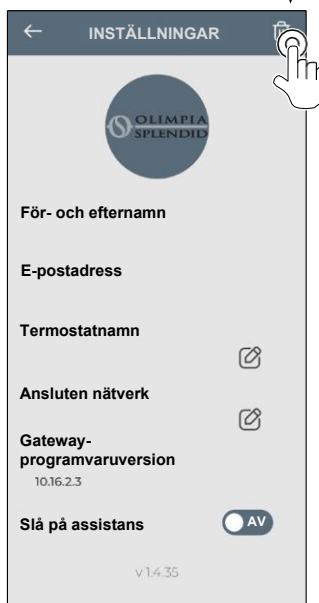 INSTÄLLNINGAR
OLIMPIA
SPLENDID
För- och efternamn
E-postadress
Termostatnamn
Ansluten nätverk
Gateway-
programvaruversion
10.16.2.3
Slå på assistans
AV
v 1.4.35